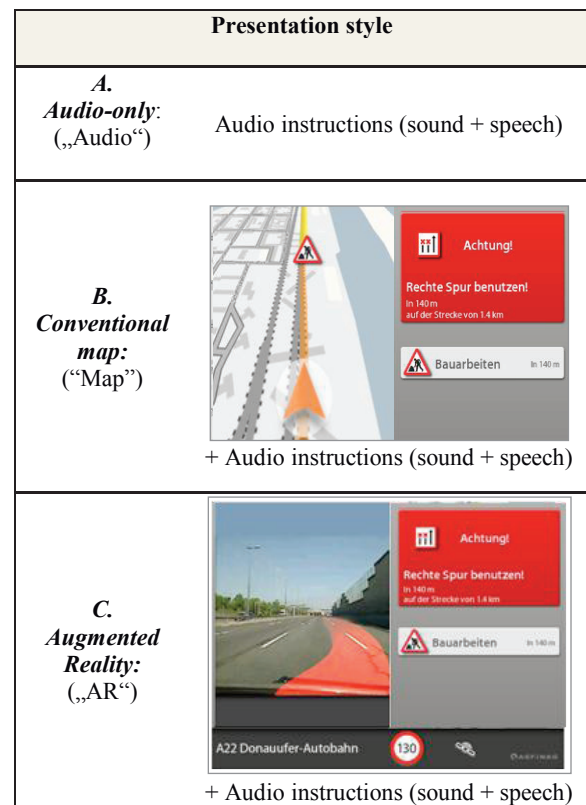 Presentation style
A.
Audio-only:
(„Audio“)
Audio instructions (sound + speech)
B.
Conventional
map:
(“Map”)
Achtung!
Rechte Spur benutzen!
In 140 m
auf der Strecke von 1.4 km
Bauarbeiten In 140 m
+ Audio instructions (sound + speech)
C.
Augmented
Reality:
(„AR“)
Achtung!
Rechte Spur benutzen!
In 140 m
auf der Strecke von 1.4 km
Bauarbeiten In 140 m
A22 Donauufer-Autobahn 130
+ Audio instructions (sound + speech)